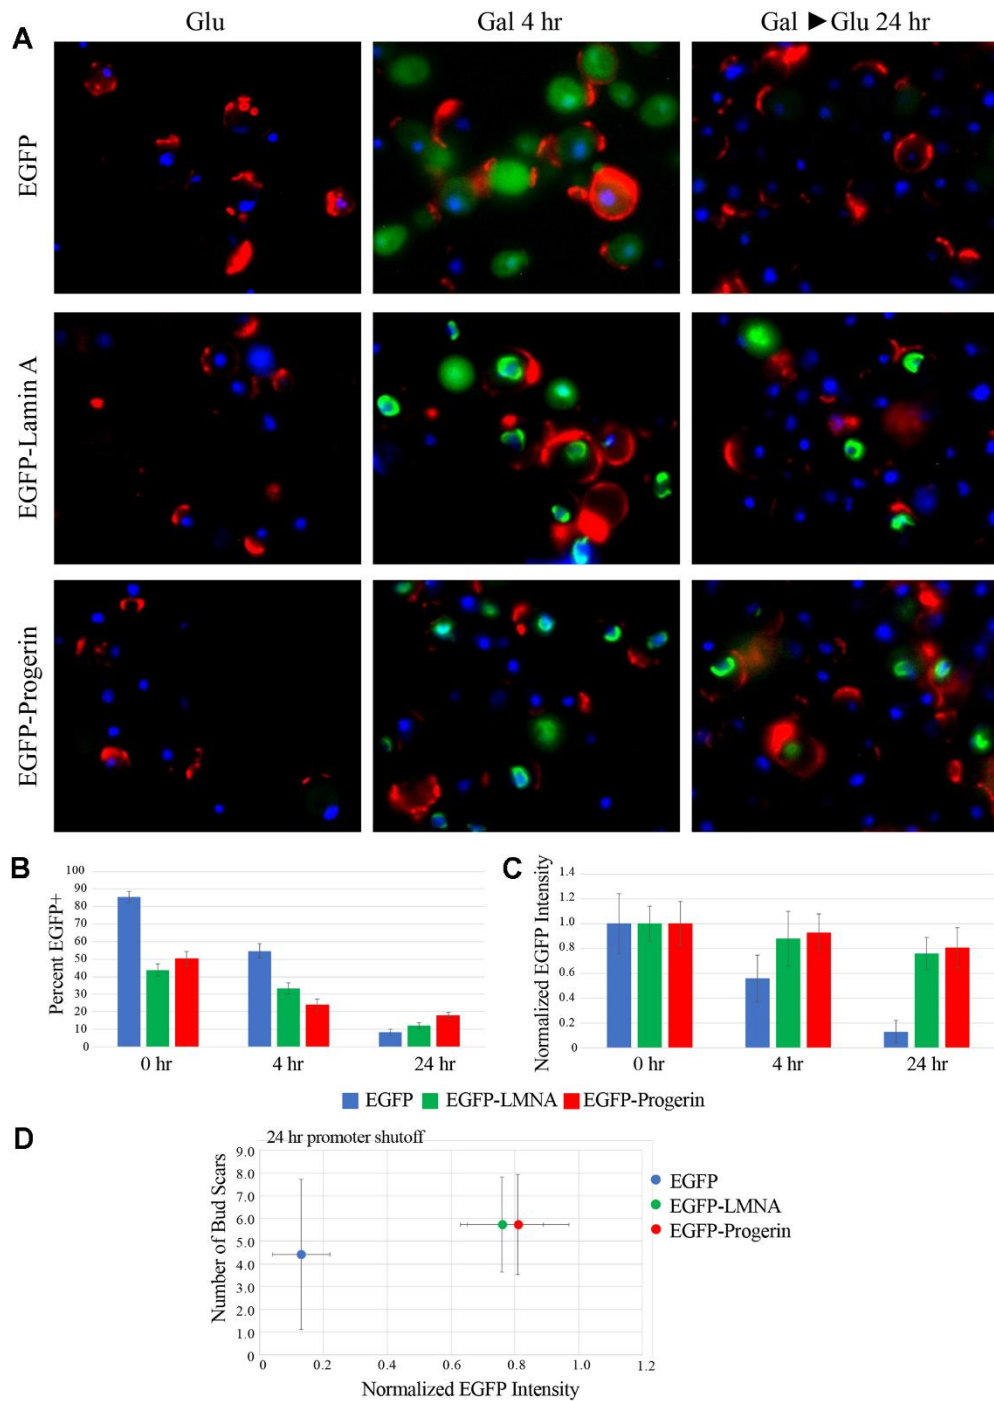 A
Glu
Gal 4 hr
Gal ►Glu 24 hr
EGFP
EGFP-Lamin A
EGFP-Progerin
B
Percent EGFP+
100
90
80
70
60
50
40
30
20
10
0
0 hr
4 hr
24 hr
C
Normalized EGFP Intensity
1.4
1.2
1.0
0.8
0.6
0.4
0.2
0
0 hr
4 hr
24 hr
EGFP
EGFP-LMNA
EGFP-Progerin
D
24 hr promoter shutoff
Number of Bud Scars
9.0
8.0
7.0
6.0
5.0
4.0
3.0
2.0
1.0
0
0
0.2
0.4
0.6
0.8
1.0
1.2
Normalized EGFP Intensity
EGFP
EGFP-LMNA
EGFP-Progerin